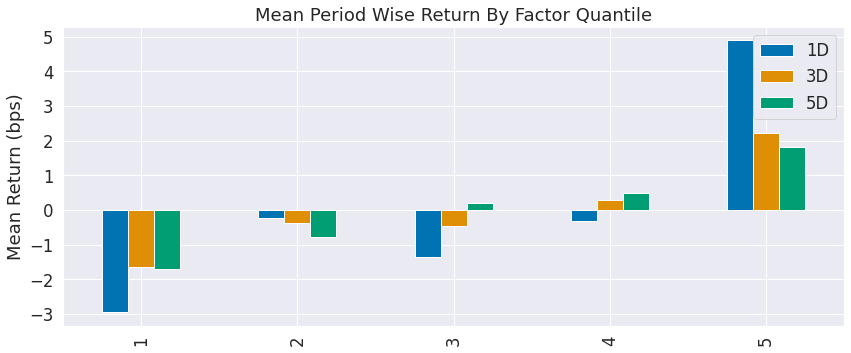 Mean Period Wise Return By Factor Quantile
Mean Return (bps)
5
4
3
2
1
0
−1
−2
−3
1D
3D
5D
1
2
3
4
5